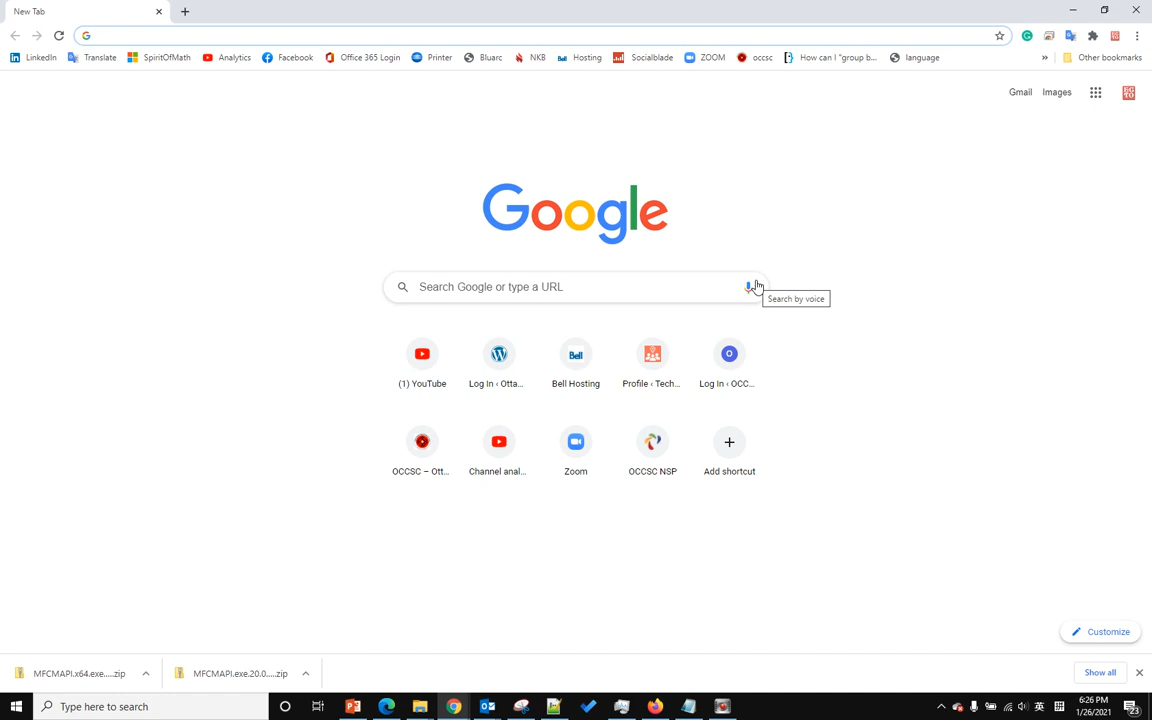 New Tab
LinkedIn Translate SpiritOfMath Analytics Facebook Office 365 Login Printer Bluarc NKB Hosting Socialblade ZOOM occsc How can I "group b... language » Other bookmarks
Gmail Images
Google
Search Google or type a URL
Search by voice
(1) YouTube Log In ‹ Otta... Bell Hosting Profile ‹ Tech... Log In ‹ OCC...
OCCSC – Ott... Channel anal... Zoom OCCSC NSP Add shortcut
Customize
MFCMAPI.x64.exe.....zip MFCMAPI.exe.20.0....zip Show all
Type here to search
英
拼
6:26 PM
1/26/2021
23